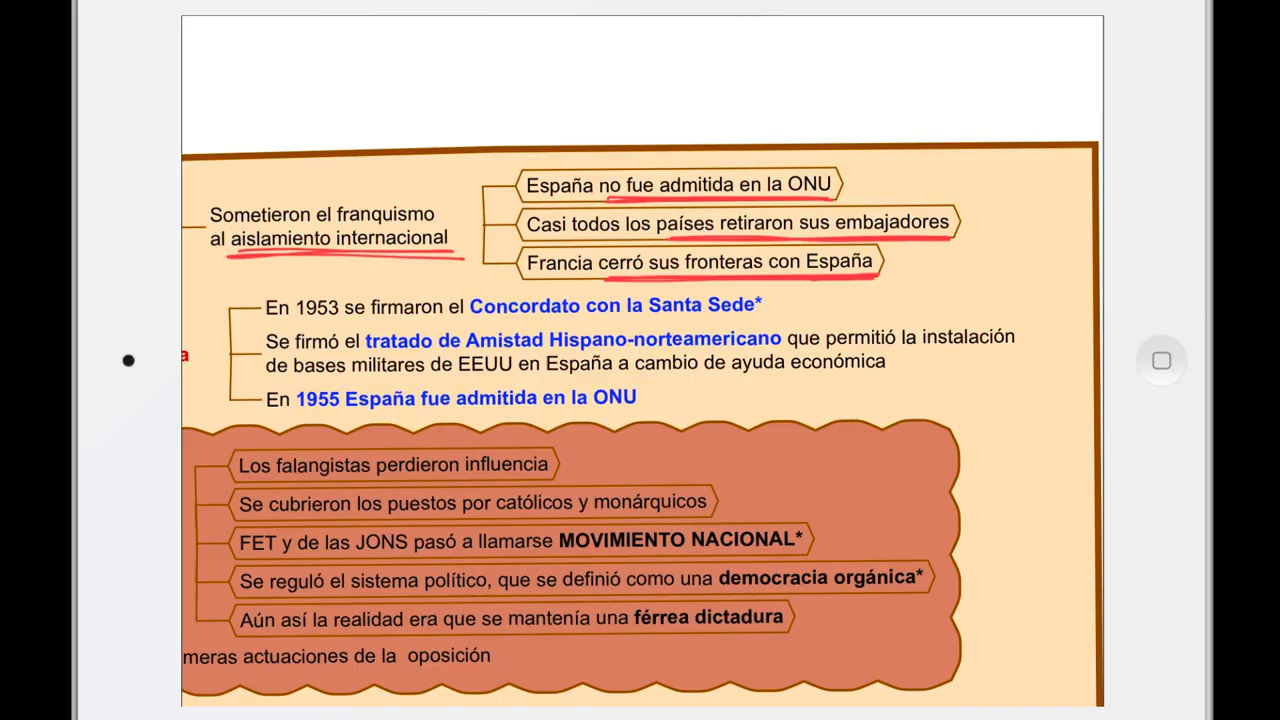 España no fue admitida en la ONU
Sometieron el franquismo
al aislamiento internacional
Casi todos los países retiraron sus embajadores
Francia cerró sus fronteras con España
En 1953 se firmaron el Concordato con la Santa Sede*
Se firmó el tratado de Amistad Hispano-norteamericano que permitió la instalación
de bases militares de EEUU en España a cambio de ayuda económica
a
En 1955 España fue admitida en la ONU
Los falangistas perdieron influencia
Se cubrieron los puestos por católicos y monárquicos
FET y de las JONS pasó a llamarse MOVIMIENTO NACIONAL*
Se reguló el sistema político, que se definió como una democracia orgánica*
Aún así la realidad era que se mantenía una férrea dictadura
meras actuaciones de la oposición